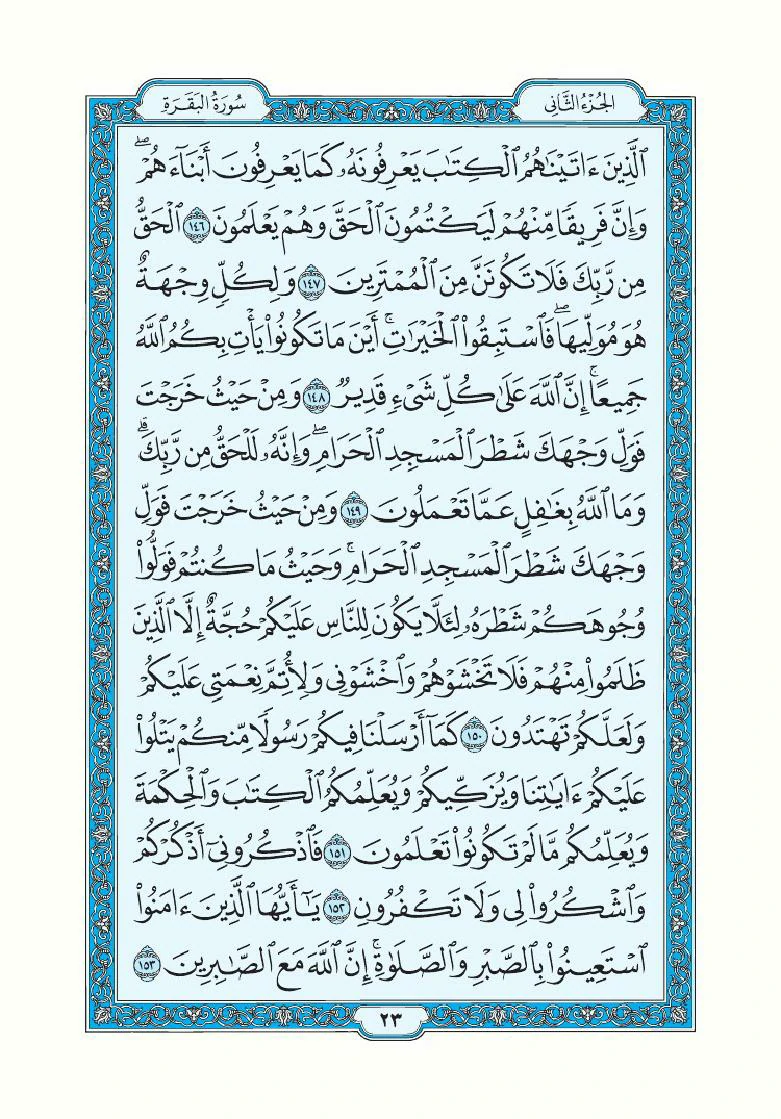 الجُزْءُ الثَّانِي
سُورَةُ البَقَرَةِ
ٱلَّذِينَ ءَاتَيْنَٰهُمُ ٱلْكِتَٰبَ يَعْرِفُونَهُۥ كَمَا يَعْرِفُونَ أَبْنَآءَهُمْۖ
وَإِنَّ فَرِيقًا مِّنْهُمْ لَيَكْتُمُونَ ٱلْحَقَّ وَهُمْ يَعْلَمُونَ ١٤٦ ٱلْحَقُّ
مِن رَّبِّكَ فَلَا تَكُونَنَّ مِنَ ٱلْمُمْتَرِينَ ١٤٧ وَلِكُلٍّ وِجْهَةٌ
هُوَ مُوَلِّيهَاۖ فَٱسْتَبِقُوا۟ ٱلْخَيْرَٰتِۚ أَيْنَ مَا تَكُونُوا۟ يَأْتِ بِكُمُ ٱللَّهُ
جَمِيعًاۚ إِنَّ ٱللَّهَ عَلَىٰ كُلِّ شَىْءٍ قَدِيرٌ ١٤٨ وَمِنْ حَيْثُ خَرَجْتَ
فَوَلِّ وَجْهَكَ شَطْرَ ٱلْمَسْجِدِ ٱلْحَرَامِۖ وَإِنَّهُۥ لَلْحَقُّ مِن رَّبِّكَۗ
وَمَا ٱللَّهُ بِغَٰفِلٍ عَمَّا تَعْمَلُونَ ١٤٩ وَمِنْ حَيْثُ خَرَجْتَ فَوَلِّ
وَجْهَكَ شَطْرَ ٱلْمَسْجِدِ ٱلْحَرَامِۚ وَحَيْثُ مَا كُنتُمْ فَوَلُّوا۟
وُجُوهَكُمْ شَطْرَهُۥ لِئَلَّا يَكُونَ لِلنَّاسِ عَلَيْكُمْ حُجَّةٌ إِلَّا ٱلَّذِينَ
ظَلَمُوا۟ مِنْهُمْ فَلَا تَخْشَوْهُمْ وَٱخْشَوْنِى وَلِأُتِمَّ نِعْمَتِى عَلَيْكُمْ
وَلَعَلَّكُمْ تَهْتَدُونَ ١٥٠ كَمَآ أَرْسَلْنَا فِيكُمْ رَسُولًا مِّنكُمْ يَتْلُوا۟
عَلَيْكُمْ ءَايَٰتِنَا وَيُزَكِّيكُمْ وَيُعَلِّمُكُمُ ٱلْكِتَٰبَ وَٱلْحِكْمَةَ
وَيُعَلِّمُكُم مَّا لَمْ تَكُونُوا۟ تَعْلَمُونَ ١٥١ فَٱذْكُرُونِىٓ أَذْكُرْكُمْ
وَٱشْكُرُوا۟ لِى وَلَا تَكْفُرُونِ ١٥٢ يَٰٓأَيُّهَا ٱلَّذِينَ ءَامَنُوا۟
ٱسْتَعِينُوا۟ بِٱلصَّبْرِ وَٱلصَّلَوٰةِۚ إِنَّ ٱللَّهَ مَعَ ٱلصَّٰبِرِينَ ١٥٣
٢٣